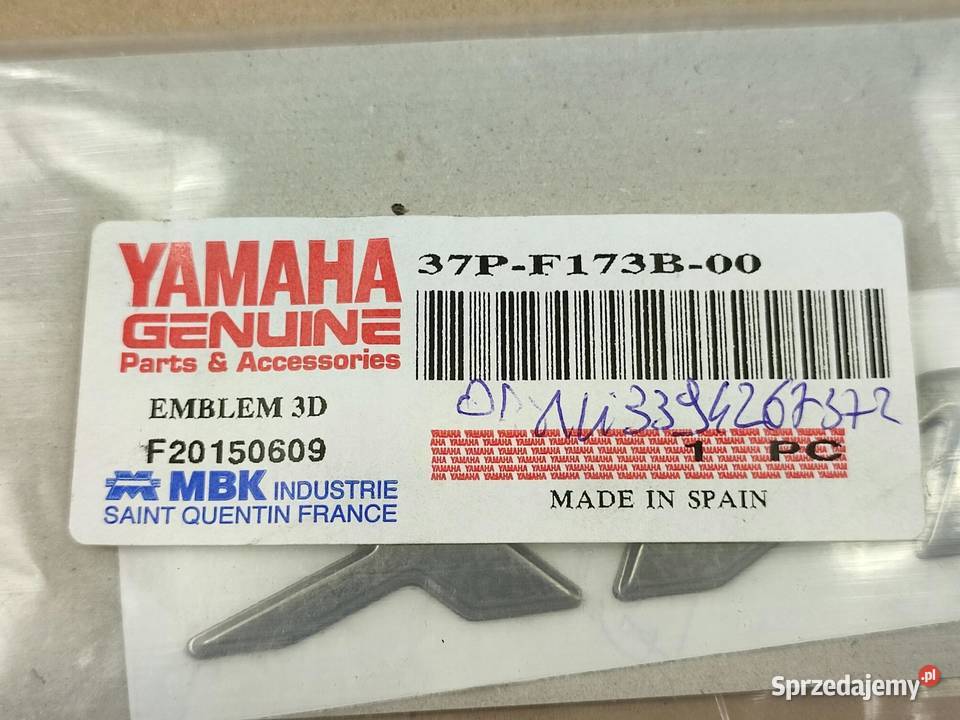 YAMAHA
GENUINE
Parts & Accessories
EMBLEM 3D
F20150609
MBK INDUSTRIE
SAINT QUENTIN FRANCE
37P-F173B-00
1 PC
MADE IN SPAIN
Sprzedajemy.pl